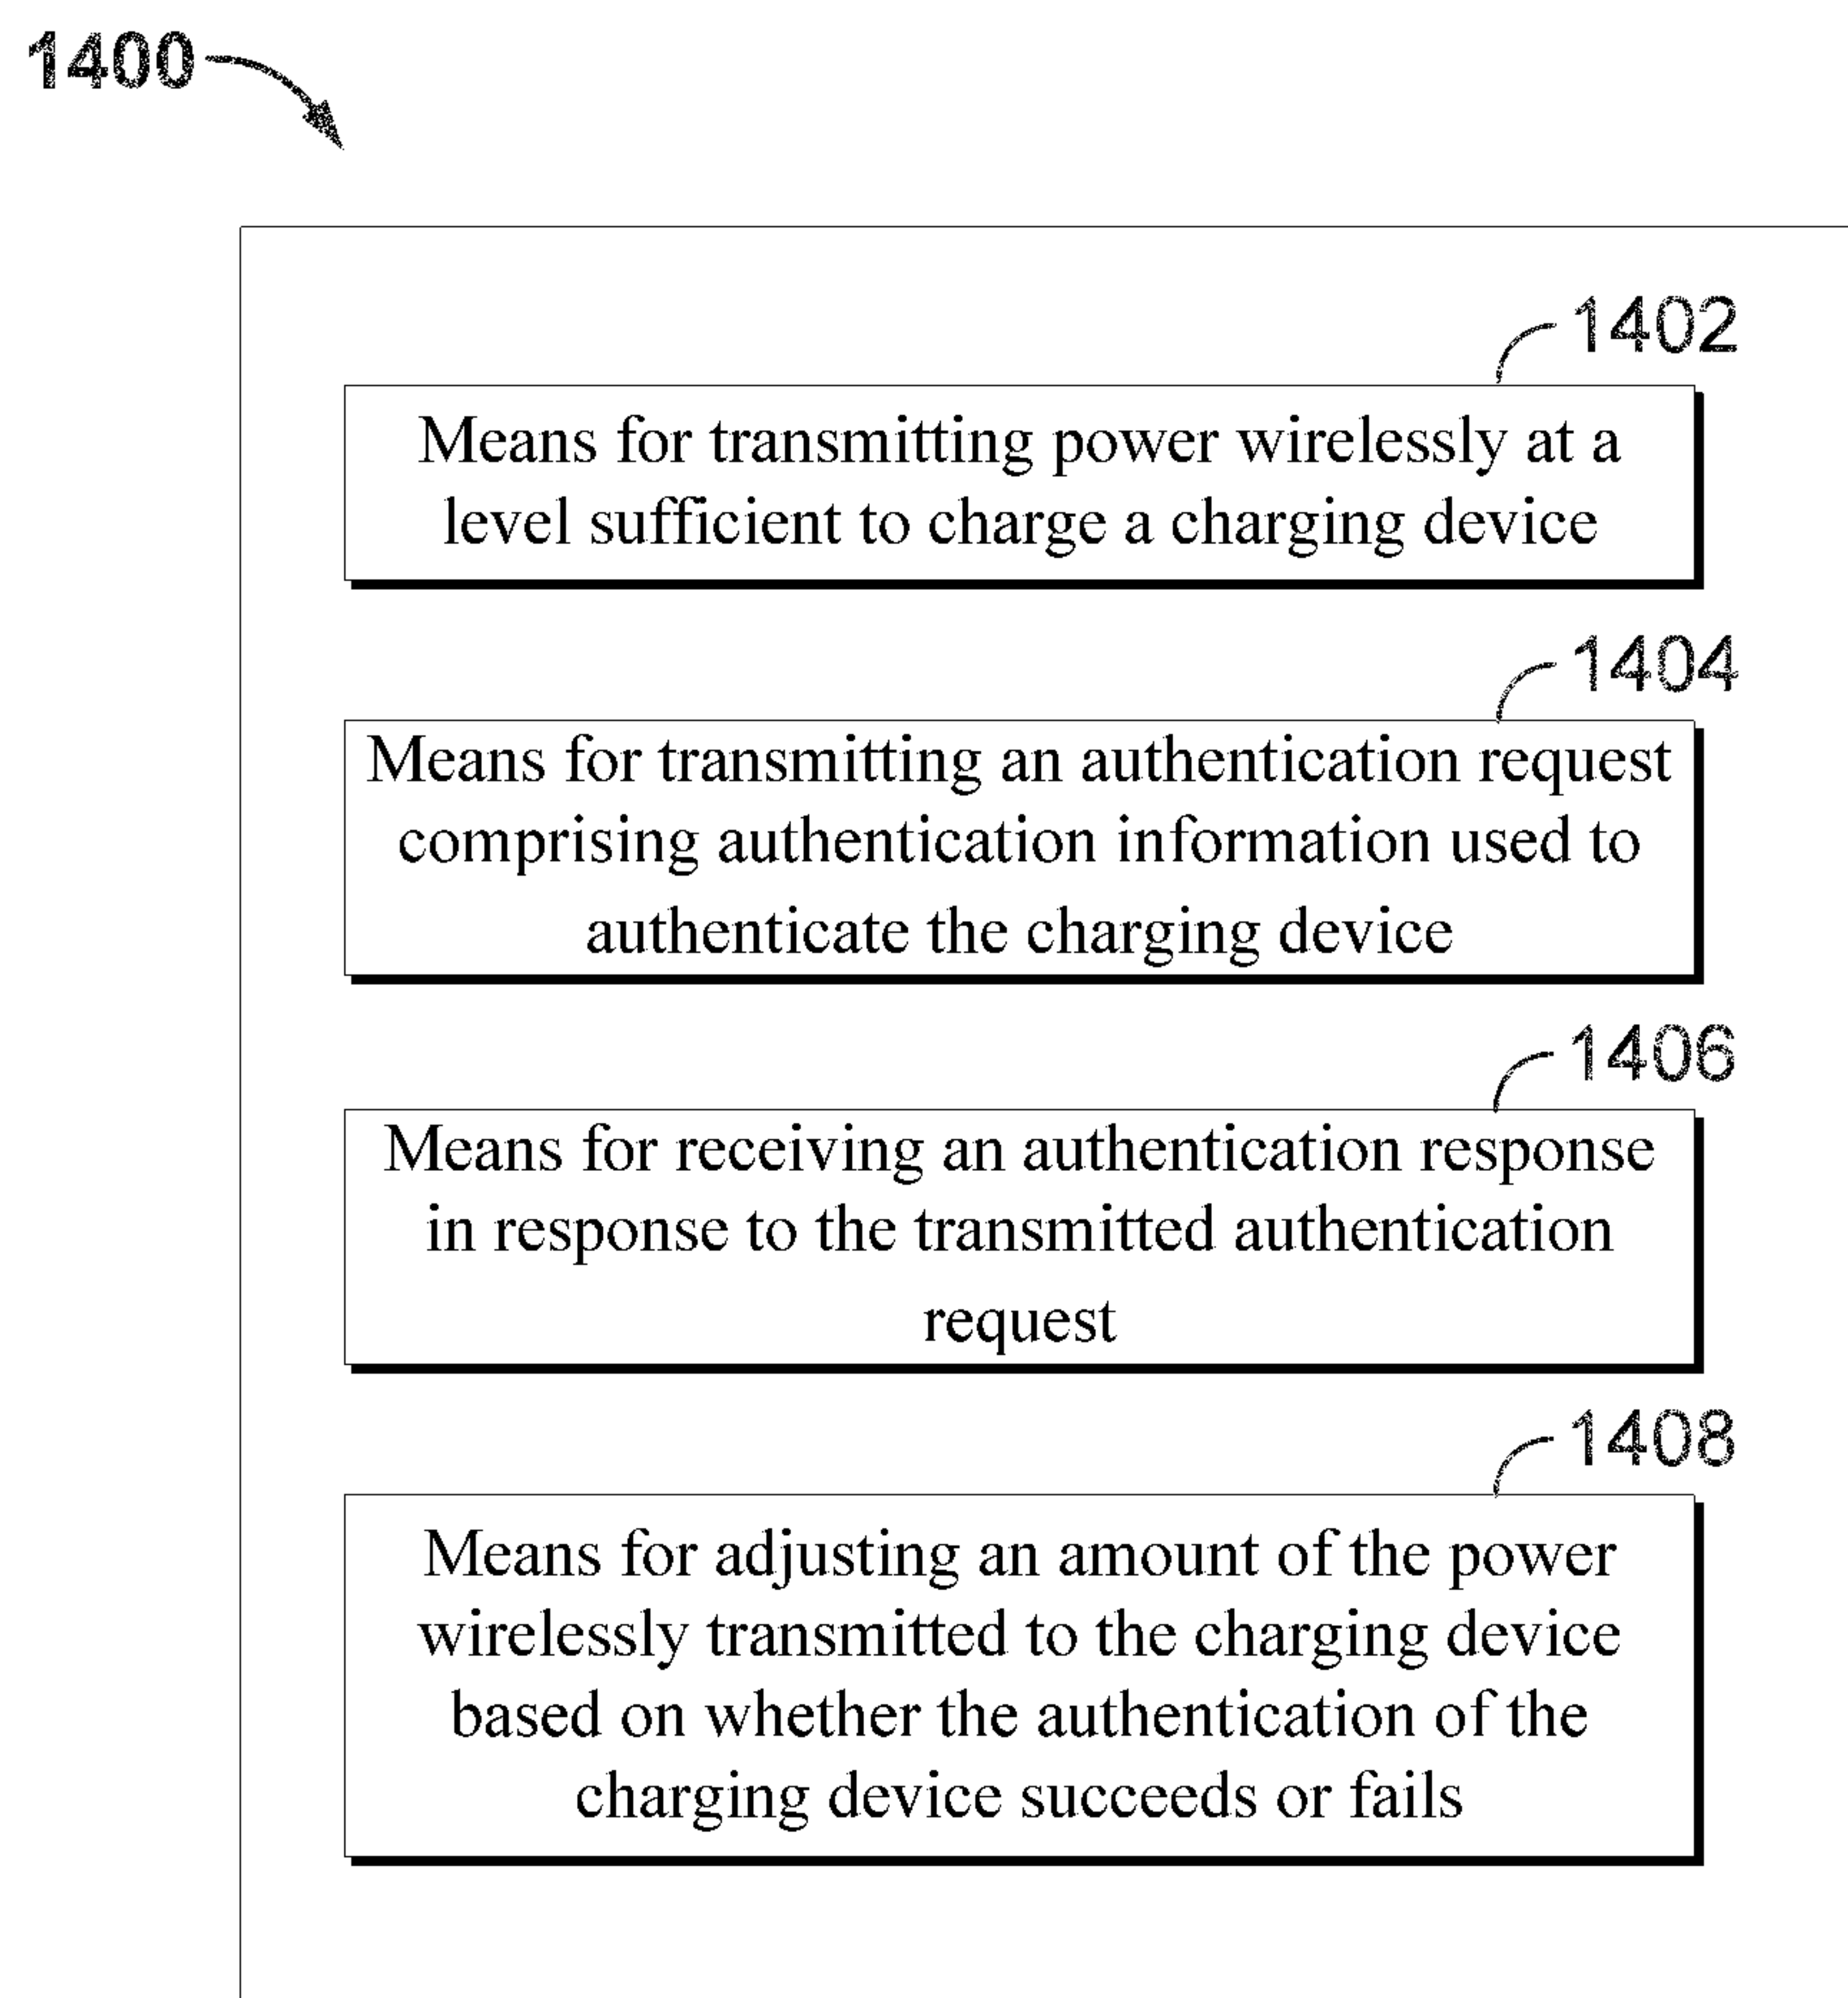 1400
1402
Means for transmitting power wirelessly at a
level sufficient to charge a charging device
1404
Means for transmitting an authentication request
comprising authentication information used to
authenticate the charging device
1406
Means for receiving an authentication response
in response to the transmitted authentication
request
1408
Means for adjusting an amount of the power
wirelessly transmitted to the charging device
based on whether the authentication of the
charging device succeeds or fails